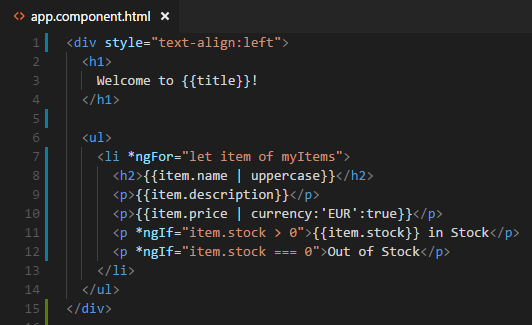 <> app.component.html ×
1 <div style="text-align:left">
2 <h1>
3 Welcome to {{title}}!
4 </h1>
5
6 <ul>
7 <li *ngFor="let item of myItems">
8 <h2>{{item.name | uppercase}}</h2>
9 <p>{{item.description}}</p>
10 <p>{{item.price | currency:'EUR':true}}</p>
11 <p *ngIf="item.stock > 0">{{item.stock}} in Stock</p>
12 <p *ngIf="item.stock === 0">Out of Stock</p>
13 </li>
14 </ul>
15 </div>